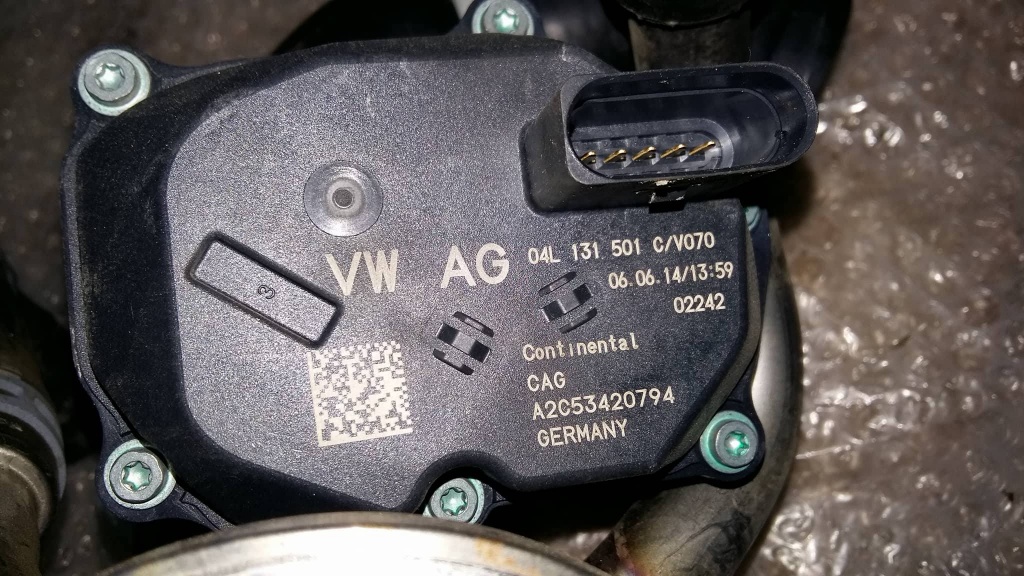 VW AG 04L 131 501 C/V070
06.06.14/13:59
02242
3
Continental
CAG
A2C53420794
GERMANY